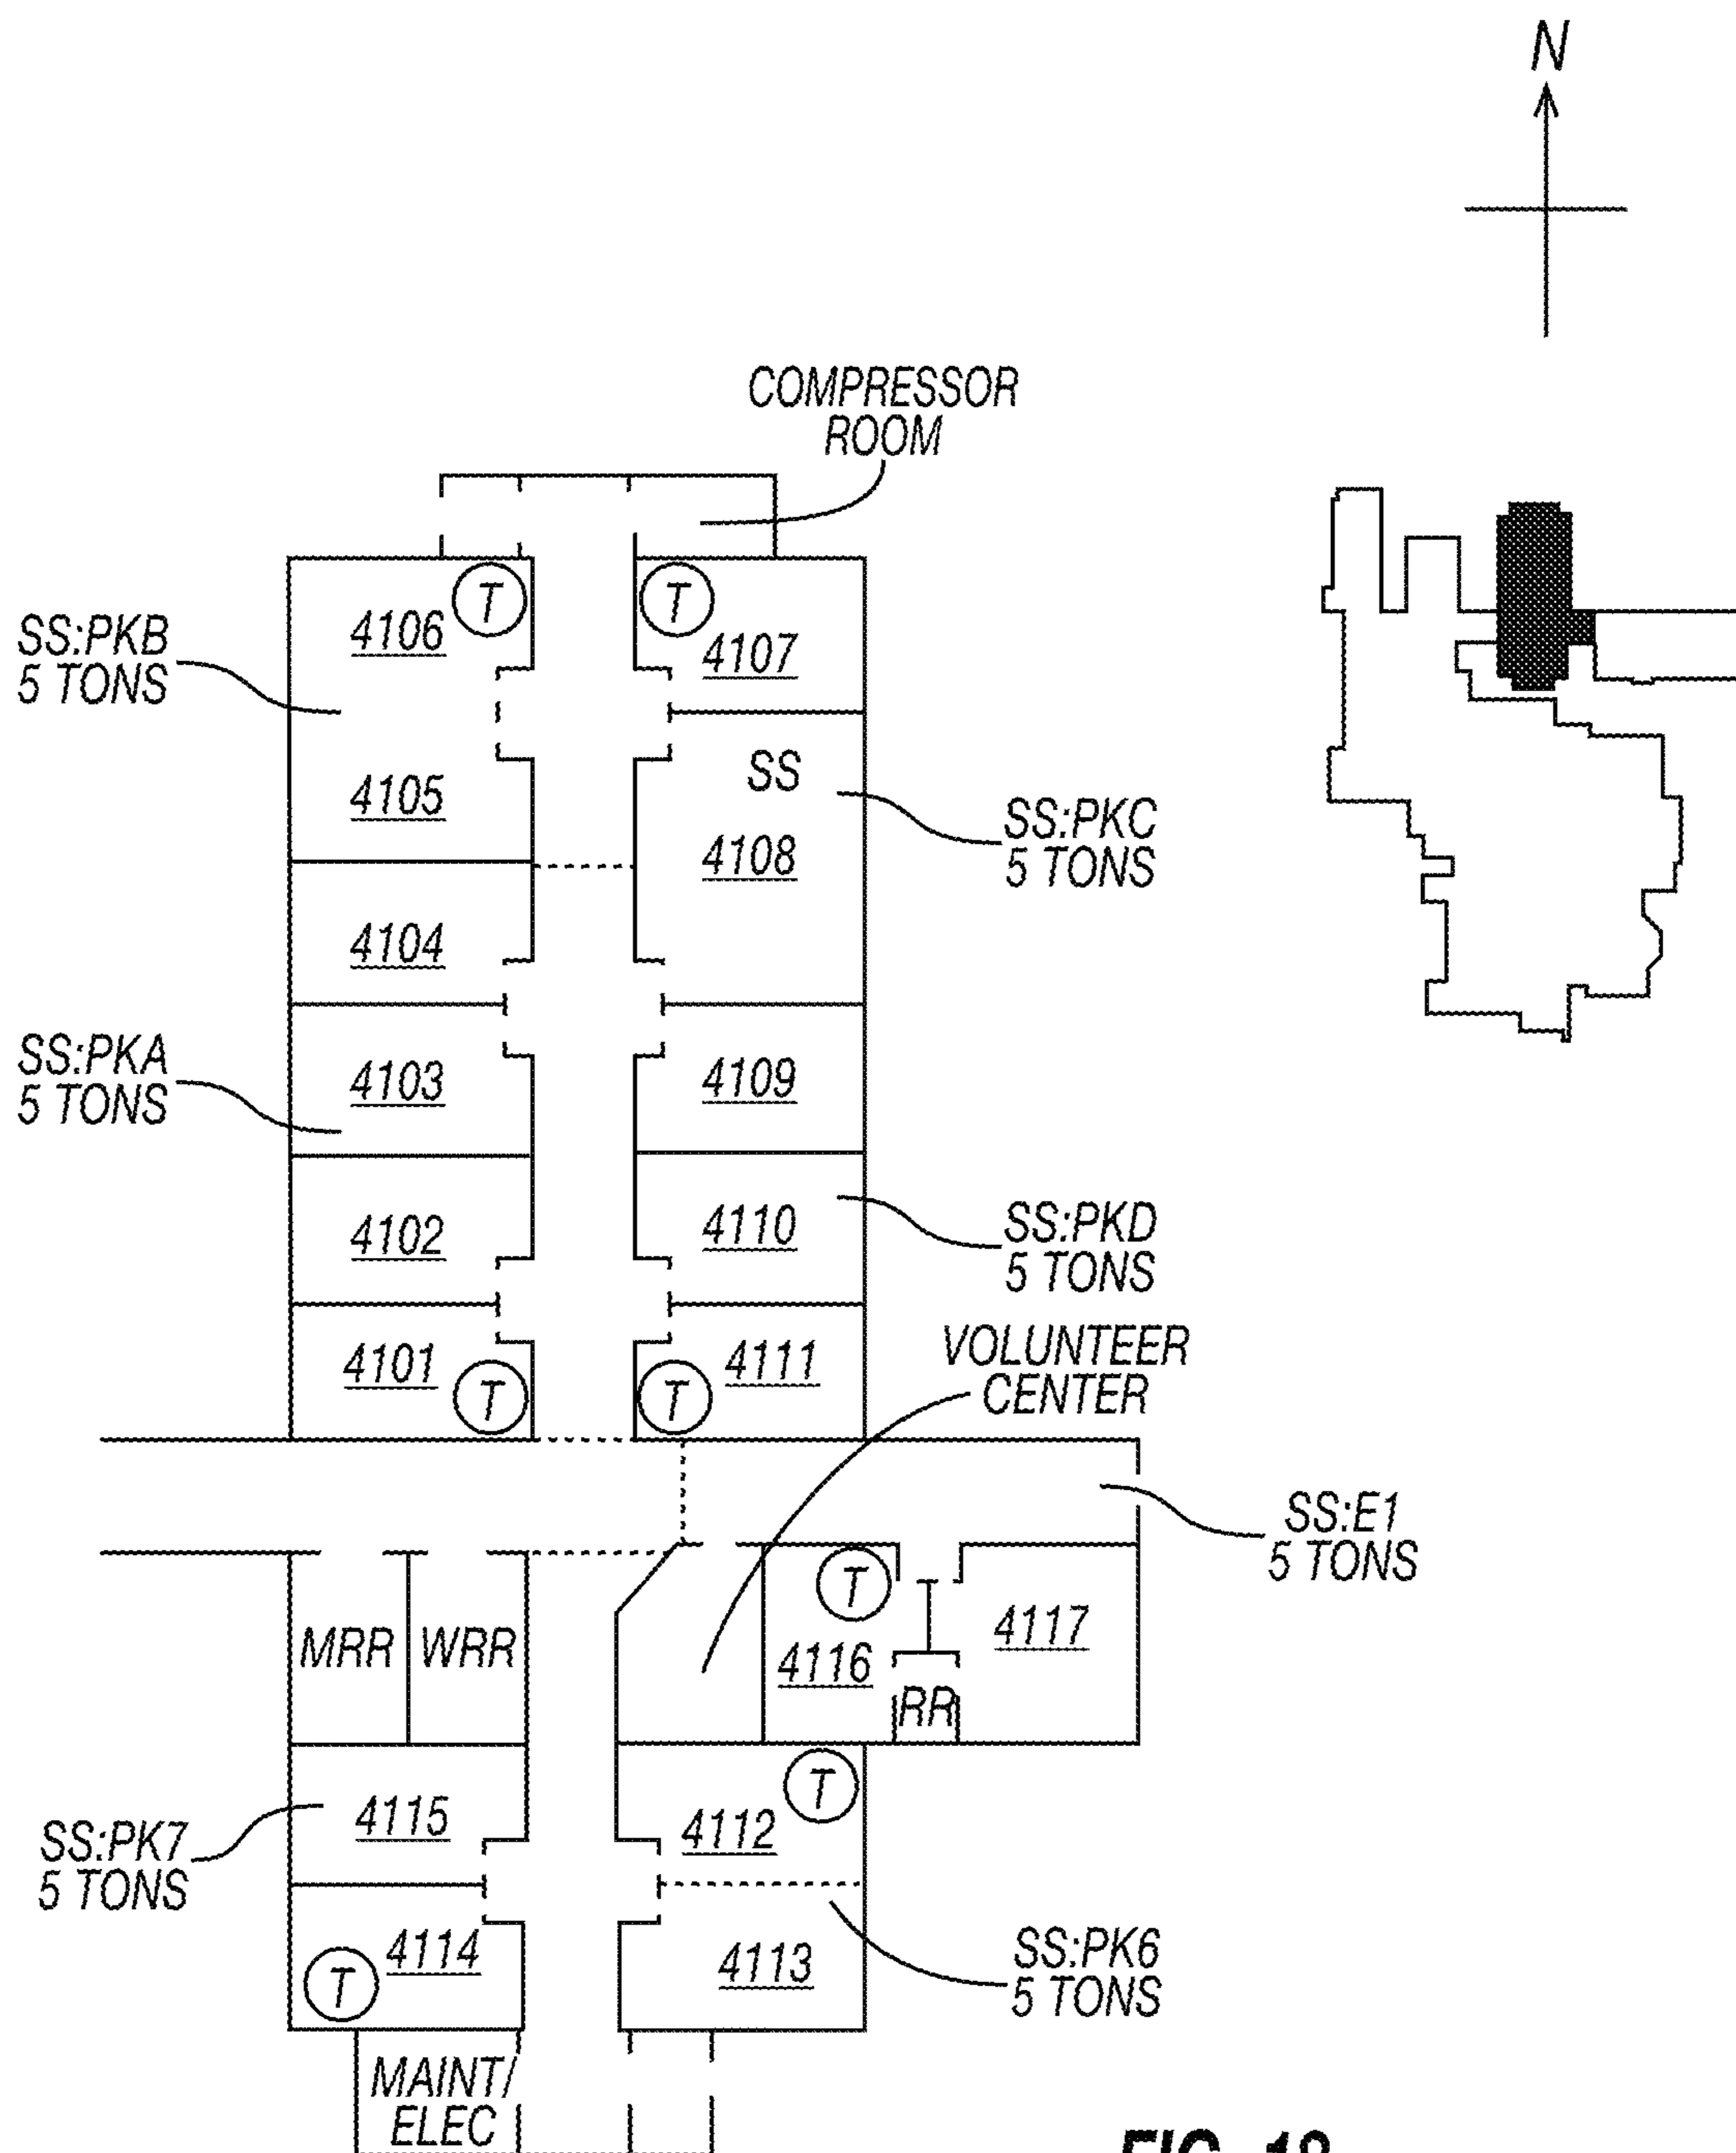 N
COMPRESSOR
ROOM
T
T
4106
4107
SS:PKB
5 TONS
SS
4105
SS:PKC
5 TONS
4108
4104
SS:PKA
5 TONS
4103
4109
4102
4110
SS:PKD
5 TONS
VOLUNTEER
CENTER
4101
T
T
4111
SS:E1
5 TONS
T
MRR
WRR
4116
4117
RR
T
SS:PK7
5 TONS
4115
4112
4114
T
4113
SS:PK6
5 TONS
MAINT/
ELEC
FIG. 18